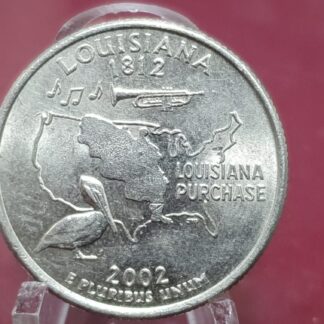 LOUISIANA
1812
LOUISIANA
PURCHASE
2002
E PLURIBUS UNUM